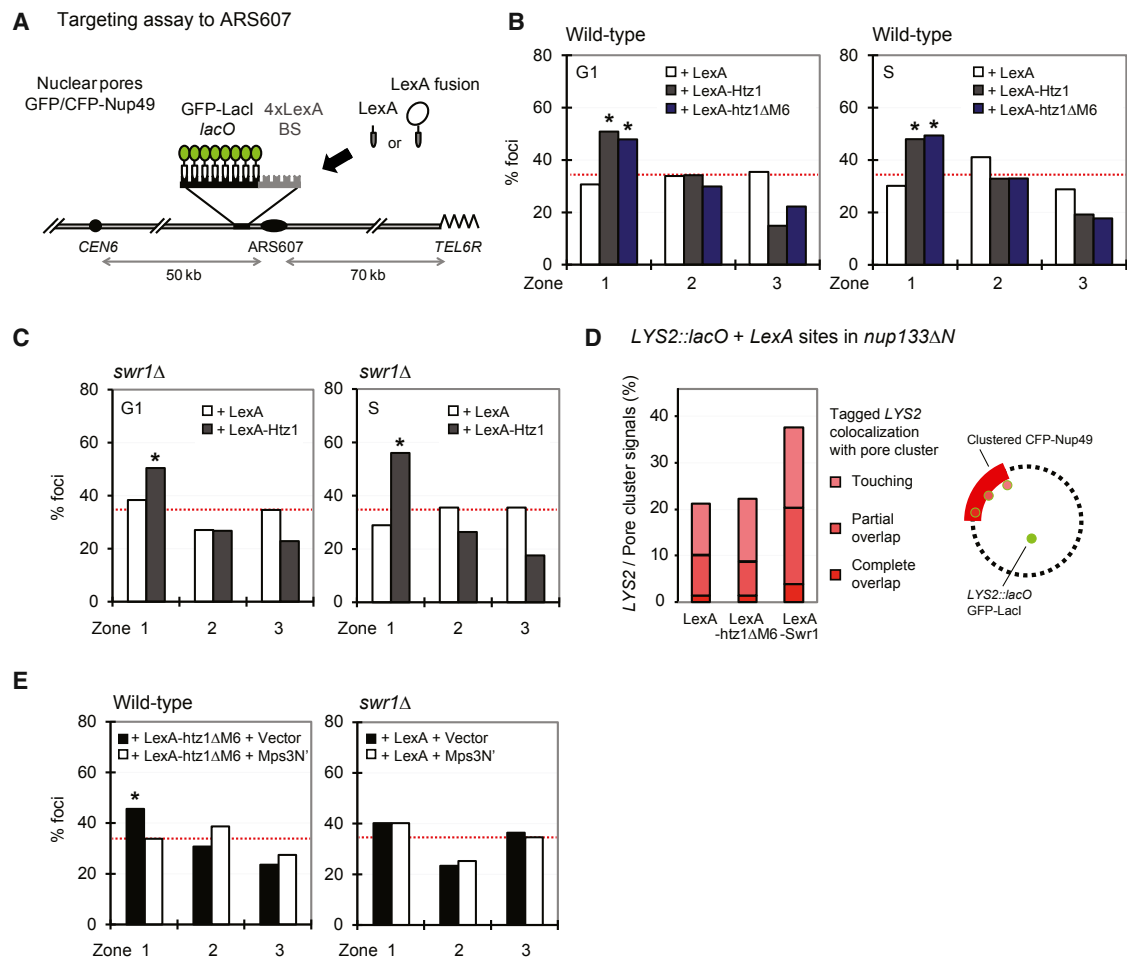 A
Targeting assay to ARS607
Nuclear pores
GFP/CFP-Nup49
GFP-LacI
lacO
4xLexA
BS
LexA
or
LexA fusion
CEN6
ARS607
TEL6R
50 kb
70 kb
B
Wild-type
G1
+ LexA
+ LexA-Htz1
+ LexA-htz1ΔM6
% foci
80
60
40
20
0
* *
Zone 1 2 3
Wild-type
S
+ LexA
+ LexA-Htz1
+ LexA-htz1ΔM6
80
60
40
20
0
* *
1 2 3
C
swr1Δ
G1
+ LexA
+ LexA-Htz1
% foci
80
60
40
20
0
*
Zone 1 2 3
swr1Δ
S
+ LexA
+ LexA-Htz1
80
60
40
20
0
*
Zone 1 2 3
D
LYS2::lacO + LexA sites in nup133ΔN
LYS2 / Pore cluster signals (%)
40
30
20
10
0
LexA
LexA
-htz1ΔM6
LexA
-Swr1
Tagged LYS2
colocalization
with pore cluster
Touching
Partial
overlap
Complete
overlap
Clustered CFP-Nup49
LYS2::lacO
GFP-LacI
E
Wild-type
+ LexA-htz1ΔM6 + Vector
+ LexA-htz1ΔM6 + Mps3N'
% foci
80
60
40
20
0
*
Zone 1 2 3
swr1Δ
+ LexA + Vector
+ LexA + Mps3N'
80
60
40
20
0
Zone 1 2 3